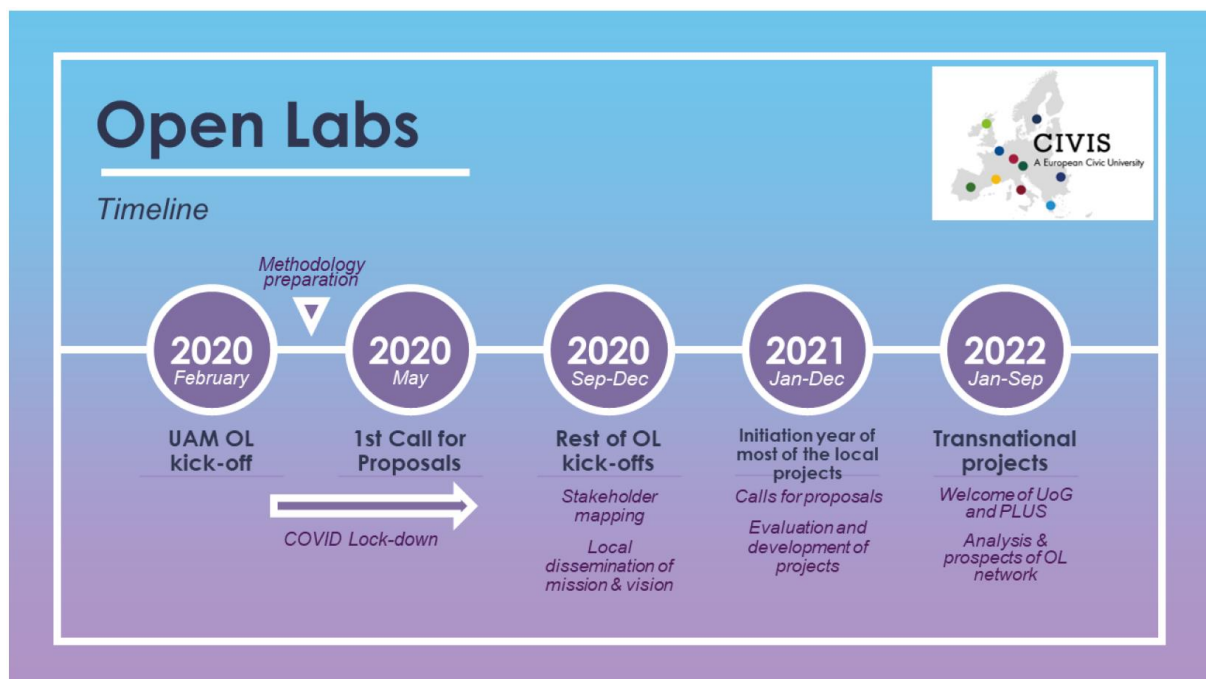 Open Labs
CIVIS
A European Civic University
Timeline
Methodology
preparation
2020
February
2020
May
2020
Sep-Dec
2021
Jan-Dec
2022
Jan-Sep
UAM OL
kick-off
1st Call for
Proposals
Rest of OL
kick-offs
Initiation year of
most of the local
projects
Transnational
projects
COVID Lock-down
Stakeholder
mapping
Local
dissemination of
mission & vision
Calls for proposals
Evaluation and
development of
projects
Welcome of UoG
and PLUS
Analysis &
prospects of OL
network